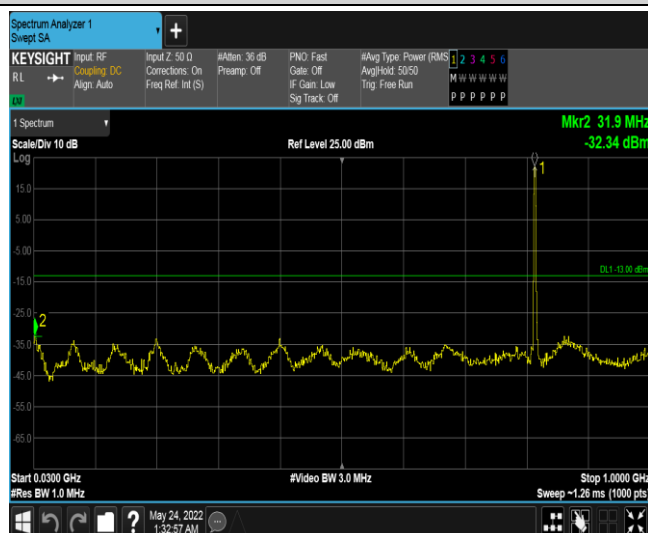 Spectrum Analyzer 1
Swept SA
+
KEYSIGHT Input: RF Input Z: 50 Ω #Atten: 36 dB PNO: Fast #Avg Type: Power (RMS 1 2 3 4 5 6
RL Coupling: DC Corrections: On Preamp: Off Gate: Off Avg|Hold: 50/50 M W W W W W
Align: Auto Freq Ref: Int (S) IF Gain: Low Trig: Free Run
Sig Track: Off P P P P P P
LXI
1 Spectrum Mkr2 31.9 MHz
Scale/Div 10 dB Ref Level 25.00 dBm -32.34 dBm
Log
1
15.0
5.00
-5.00
DL1 -13.00 dBm
-15.0
-25.0
2
-35.0
-45.0
-55.0
-65.0
Start 0.0300 GHz #Video BW 3.0 MHz Stop 1.0000 GHz
#Res BW 1.0 MHz Sweep ~1.26 ms (1000 pts)
? May 24, 2022
1:32:57 AM